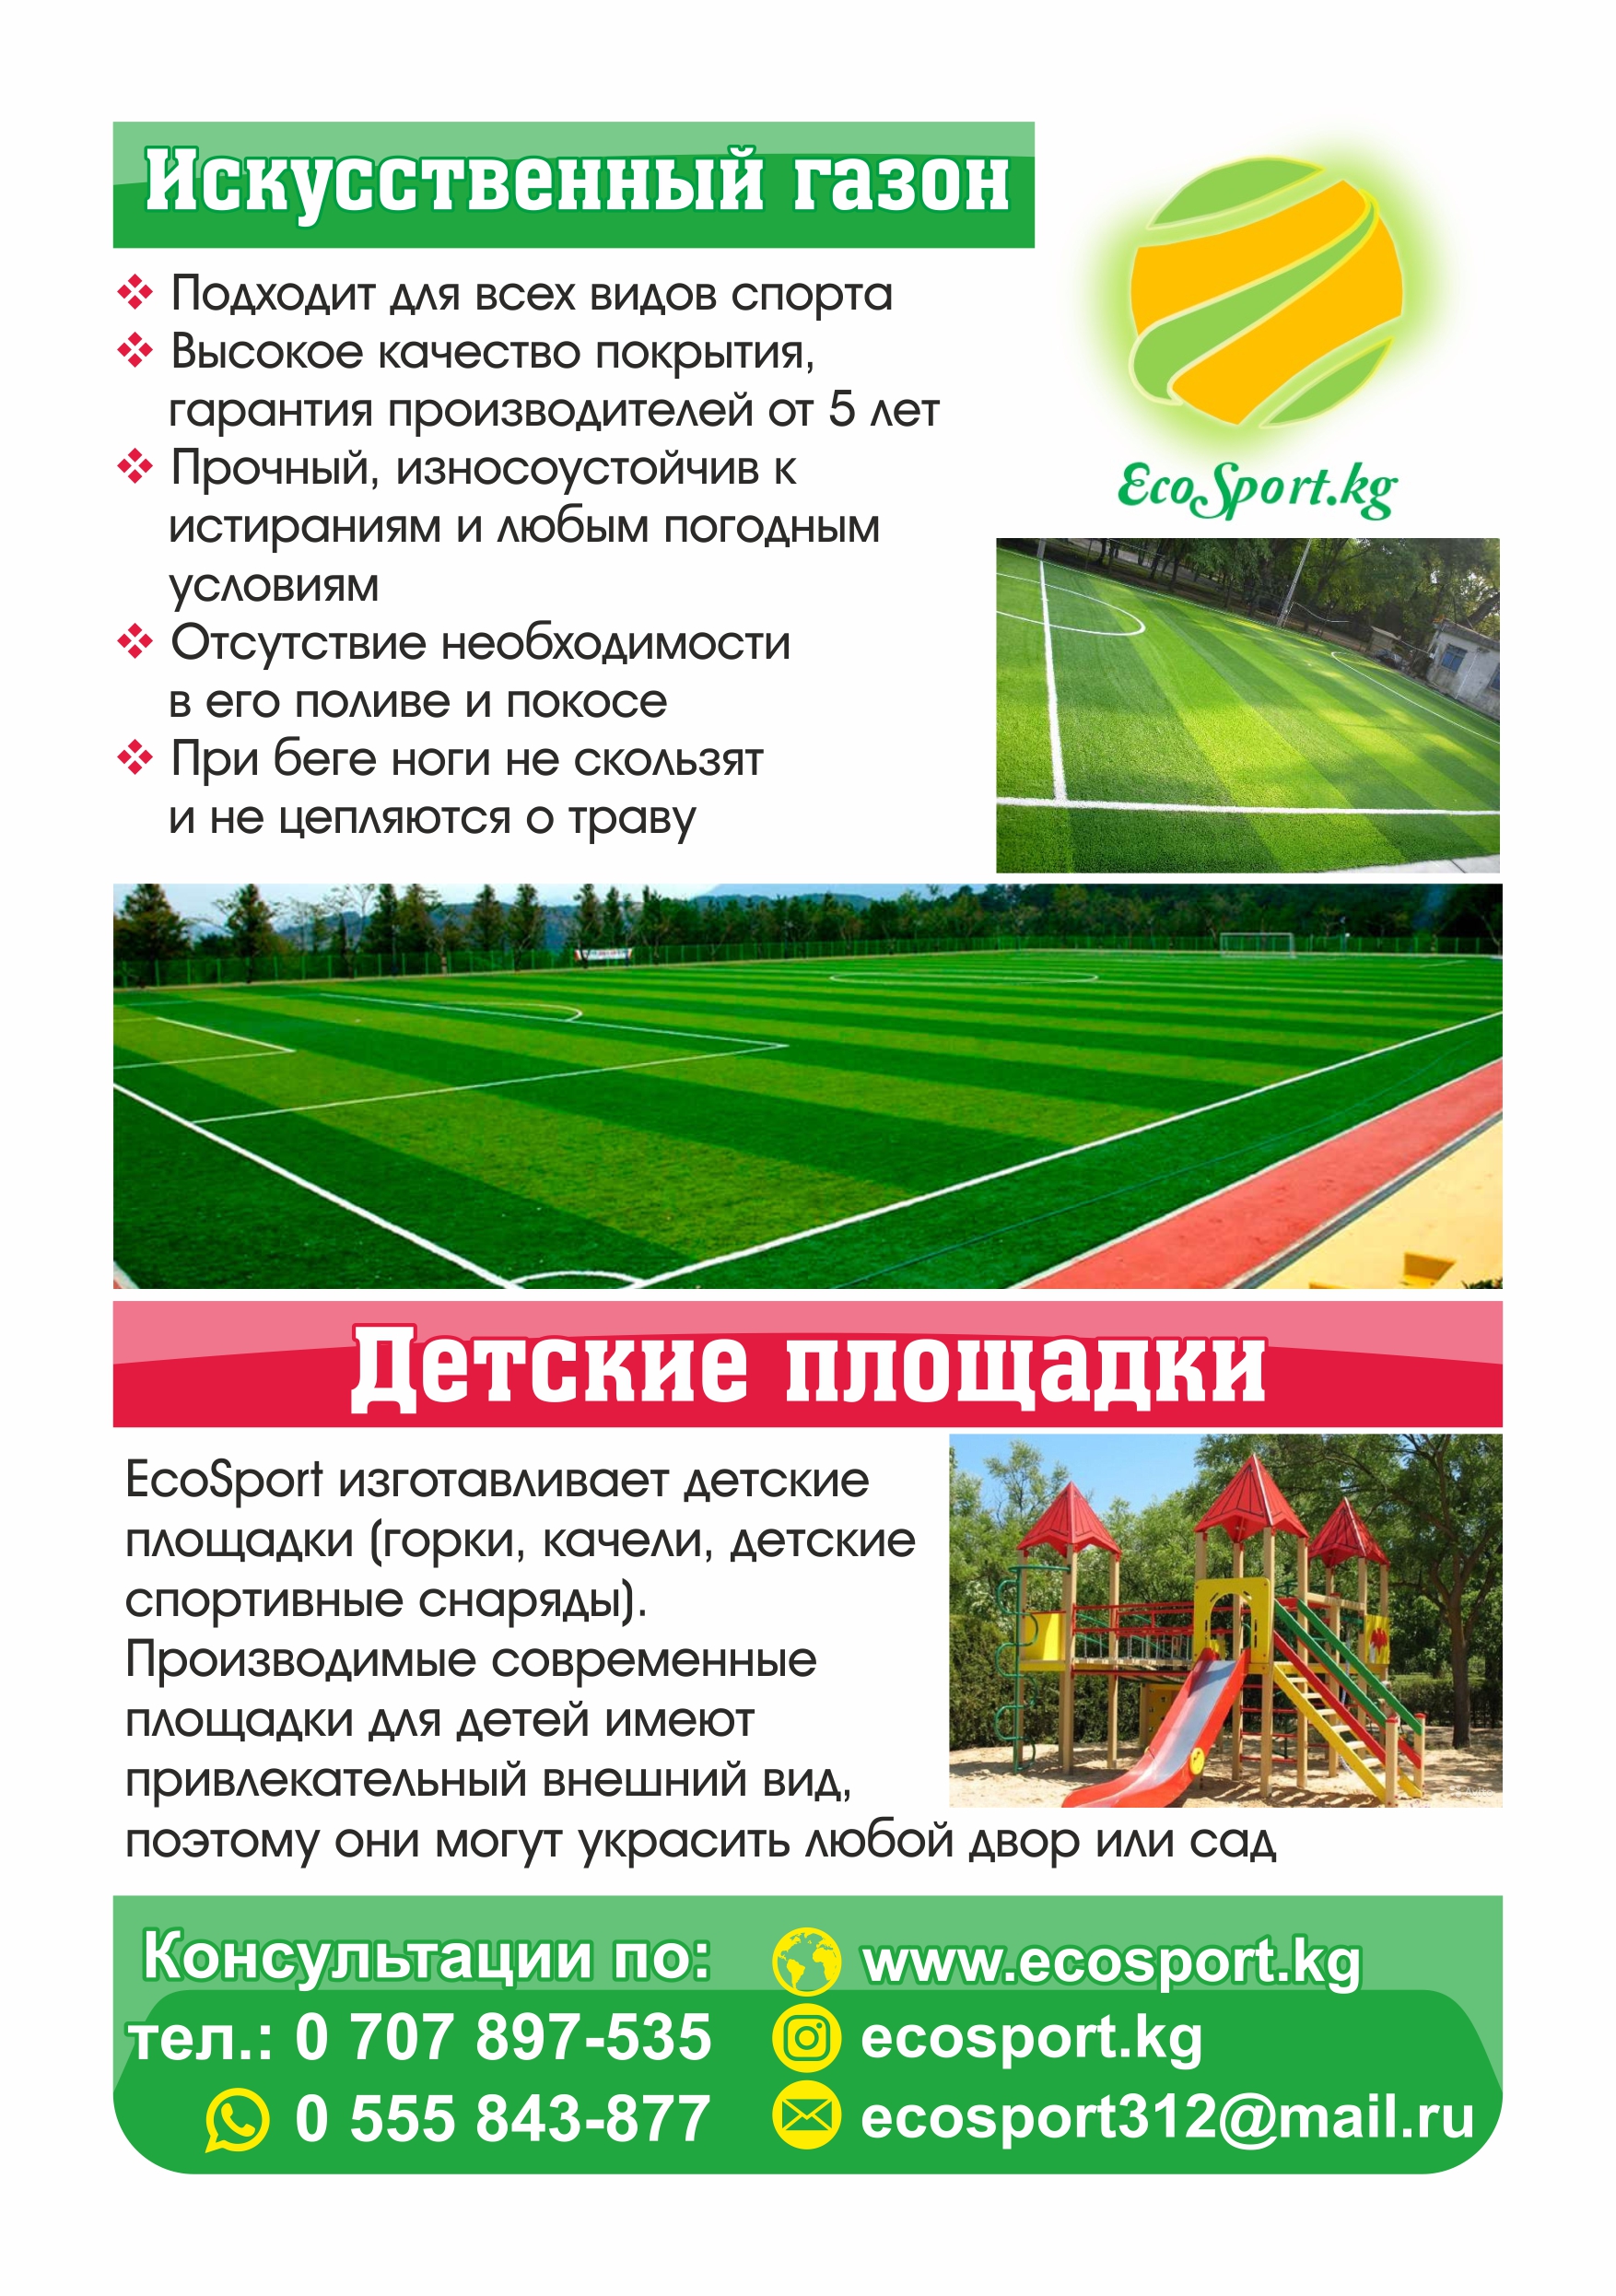 Искусственный газон
❖ Подходит для всех видов спорта
❖ Высокое качество покрытия,
гарантия производителей от 5 лет
❖ Прочный, износоустойчив к
истираниям и любым погодным
условиям
❖ Отсутствие необходимости
в его поливе и покосе
❖ При беге ноги не скользят
и не цепляются о траву
EcoSport.kg
Детские площадки
EcoSport изготавливает детские
площадки (горки, качели, детские
спортивные снаряды).
Производимые современные
площадки для детей имеют
привлекательный внешний вид,
поэтому они могут украсить любой двор или сад
Консультации по:
тел.: 0 707 897-535
0 555 843-877
www.ecosport.kg
ecosport.kg
ecosport312@mail.ru